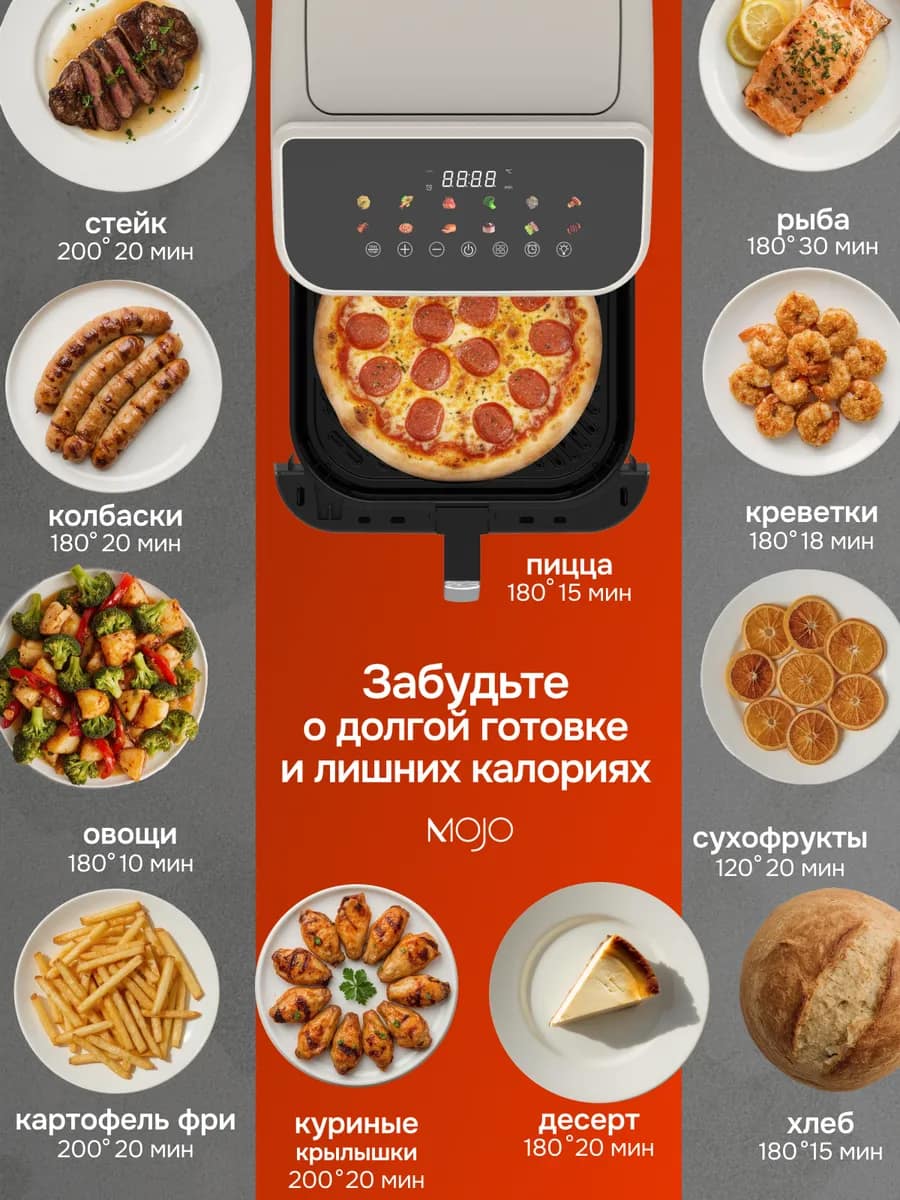 88:88
стейк
200° 20 мин
рыба
180° 30 мин
колбаски
180° 20 мин
креветки
180° 18 мин
пицца
180° 15 мин
Забудьте
о долгой готовке
и лишних калориях
MOJO
овощи
180° 10 мин
сухофрукты
120° 20 мин
картофель фри
200° 20 мин
куриные
крылышки
200° 20 мин
десерт
180° 20 мин
хлеб
180° 15 мин